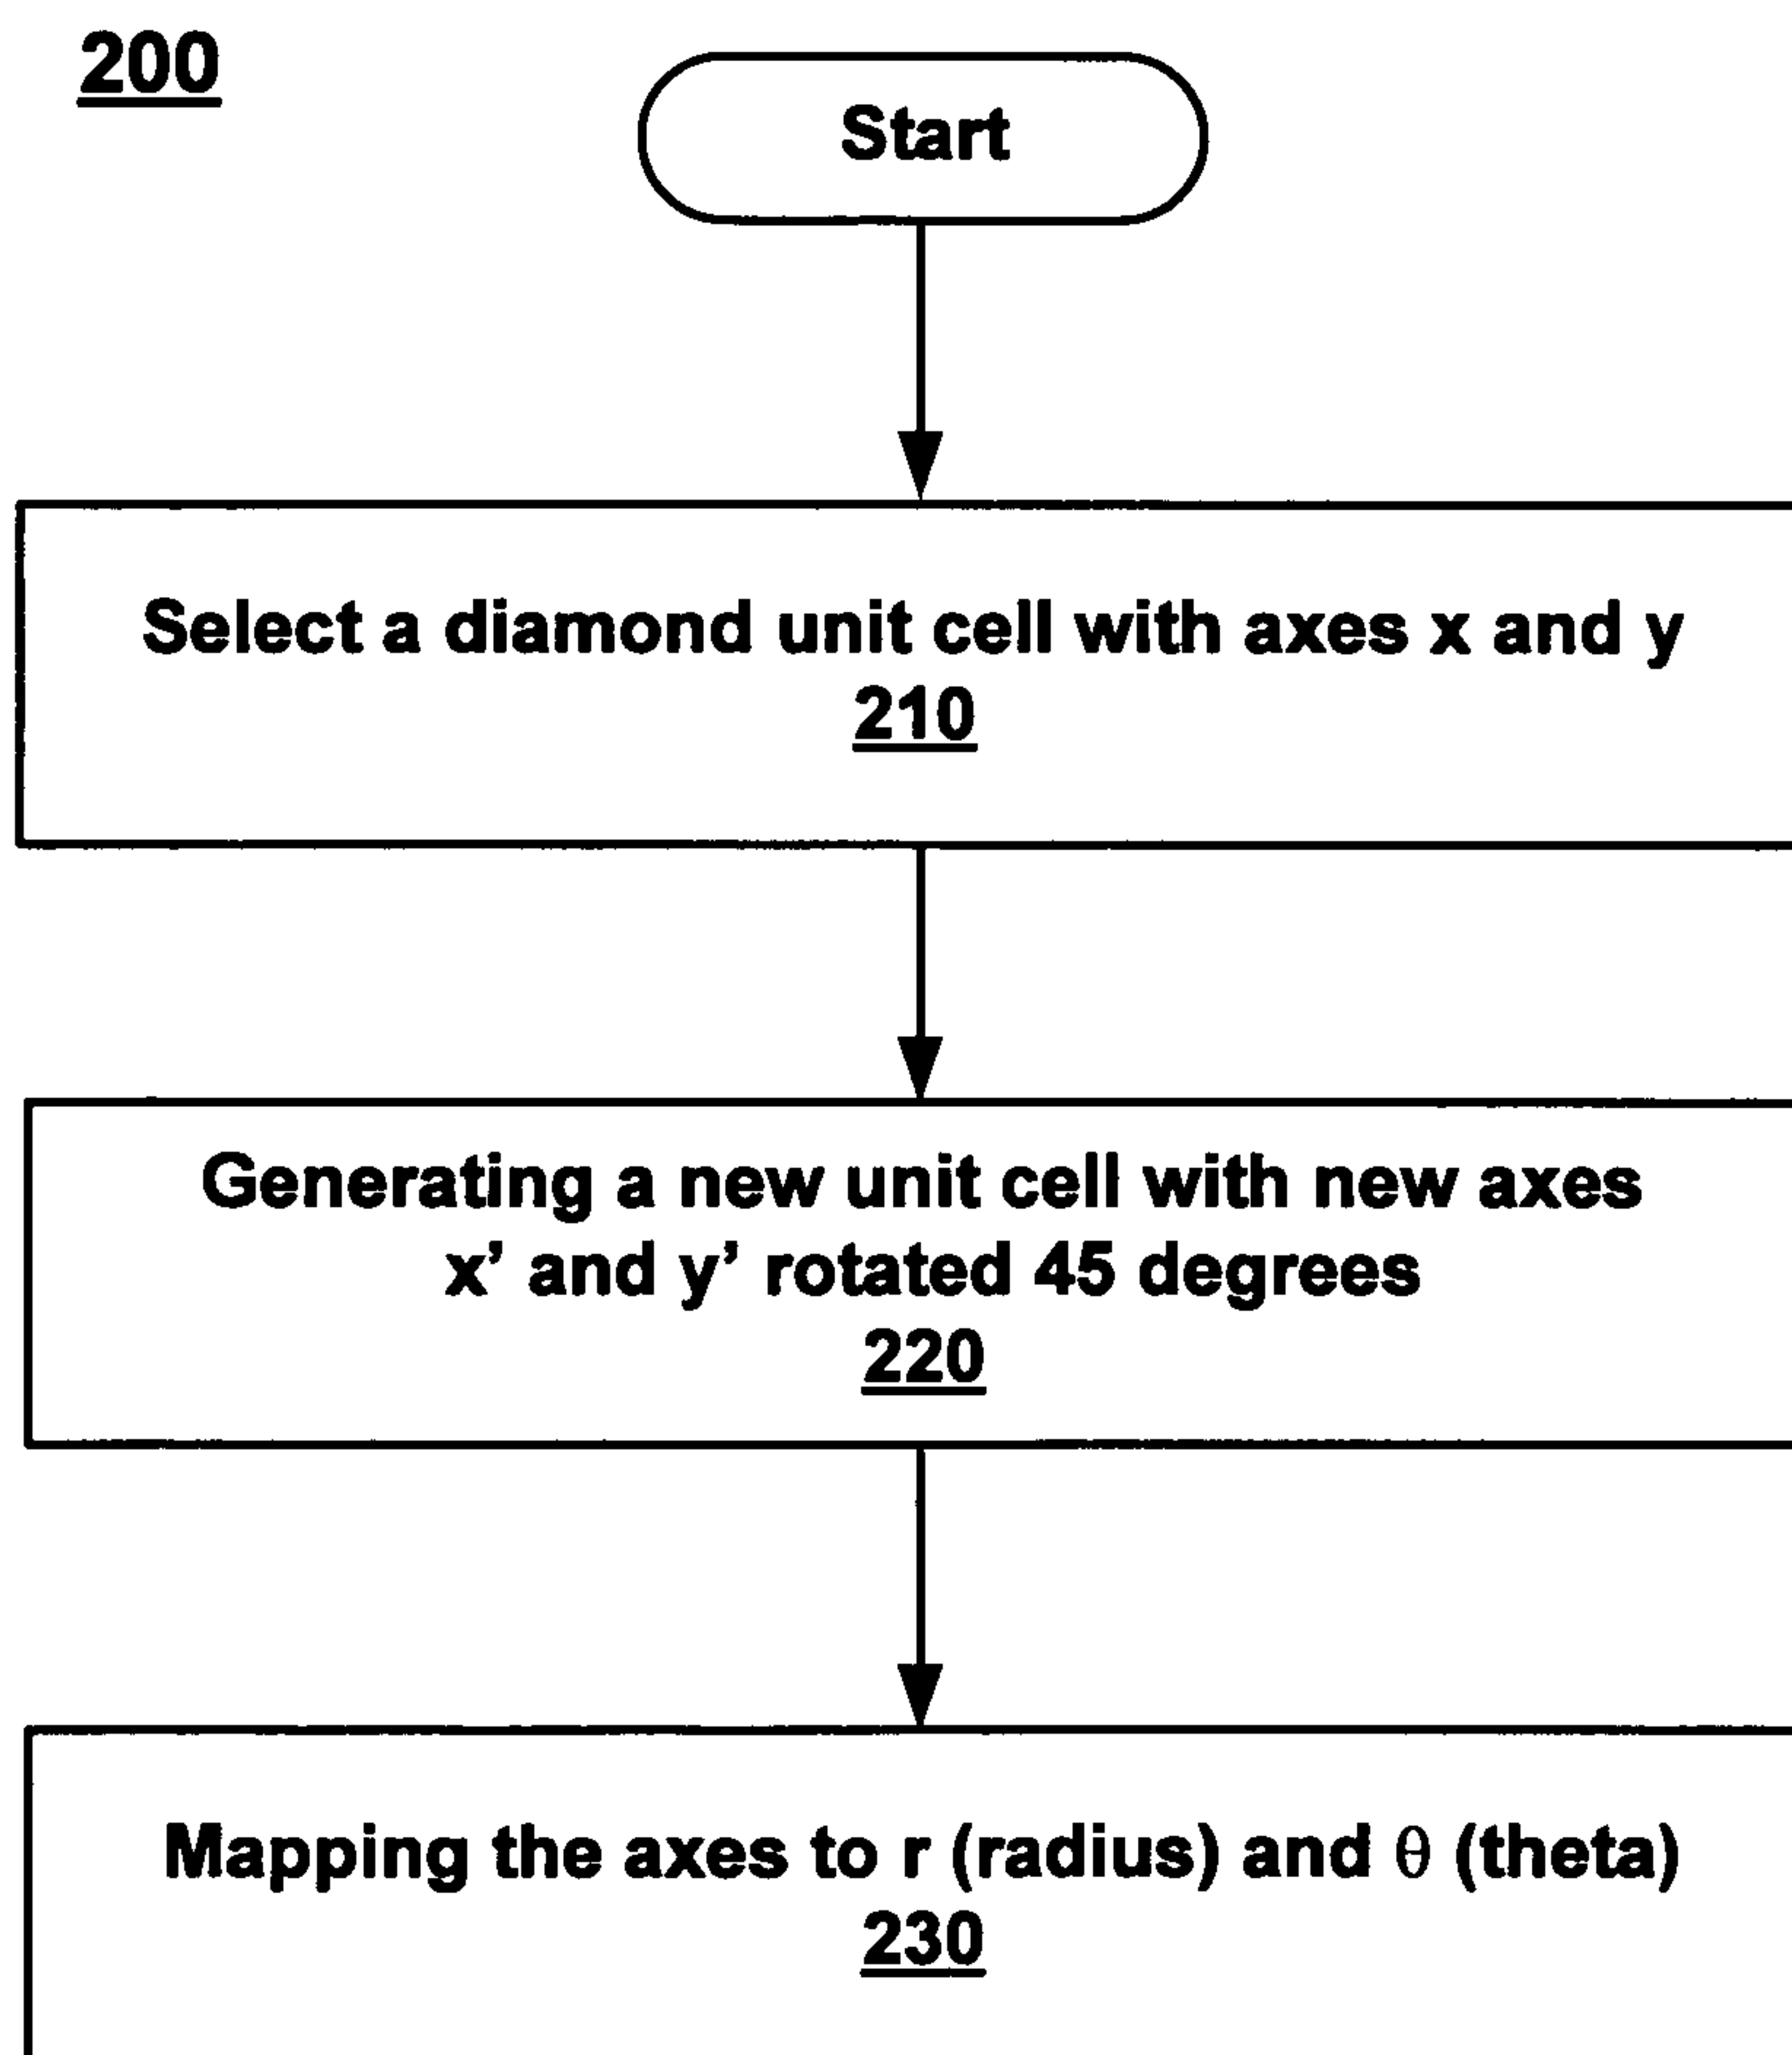 200
Start
Select a diamond unit cell with axes x and y
210
Generating a new unit cell with new axes
x’ and y’ rotated 45 degrees
220
Mapping the axes to r (radius) and θ (theta)
230